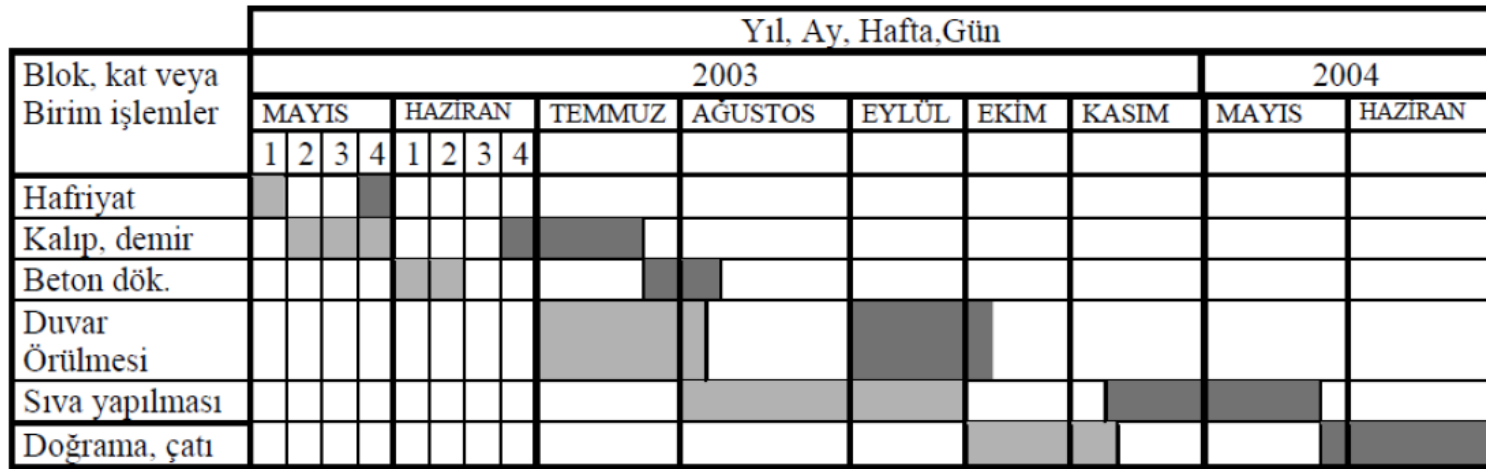 Yıl, Ay, Hafta,Gün
Blok, kat veya
Birim işlemler
2003
2004
MAYIS
HAZİRAN
TEMMUZ
AĞUSTOS
EYLÜL
EKİM
KASIM
MAYIS
HAZIRAN
1 2 3 4 1 2 3 4
Hafriyat
Kalıp, demir
Beton dök.
Duvar
Örülmesi
Sıva yapılması
Doğrama, çatı